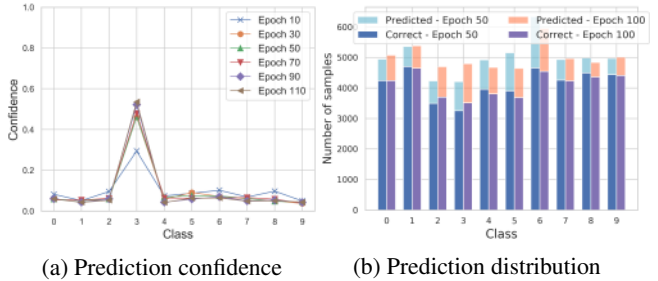 1.0
0.8
0.6
0.4
0.2
0.0
Confidence
0 1 2 3 4 5 6 7 8 9
Class
Epoch 10
Epoch 30
Epoch 50
Epoch 70
Epoch 90
Epoch 110
(a) Prediction confidence
6000
5000
4000
3000
2000
1000
0
Number of samples
Predicted - Epoch 50 Predicted - Epoch 100
Correct - Epoch 50 Correct - Epoch 100
0 1 2 3 4 5 6 7 8 9
Class
(b) Prediction distribution